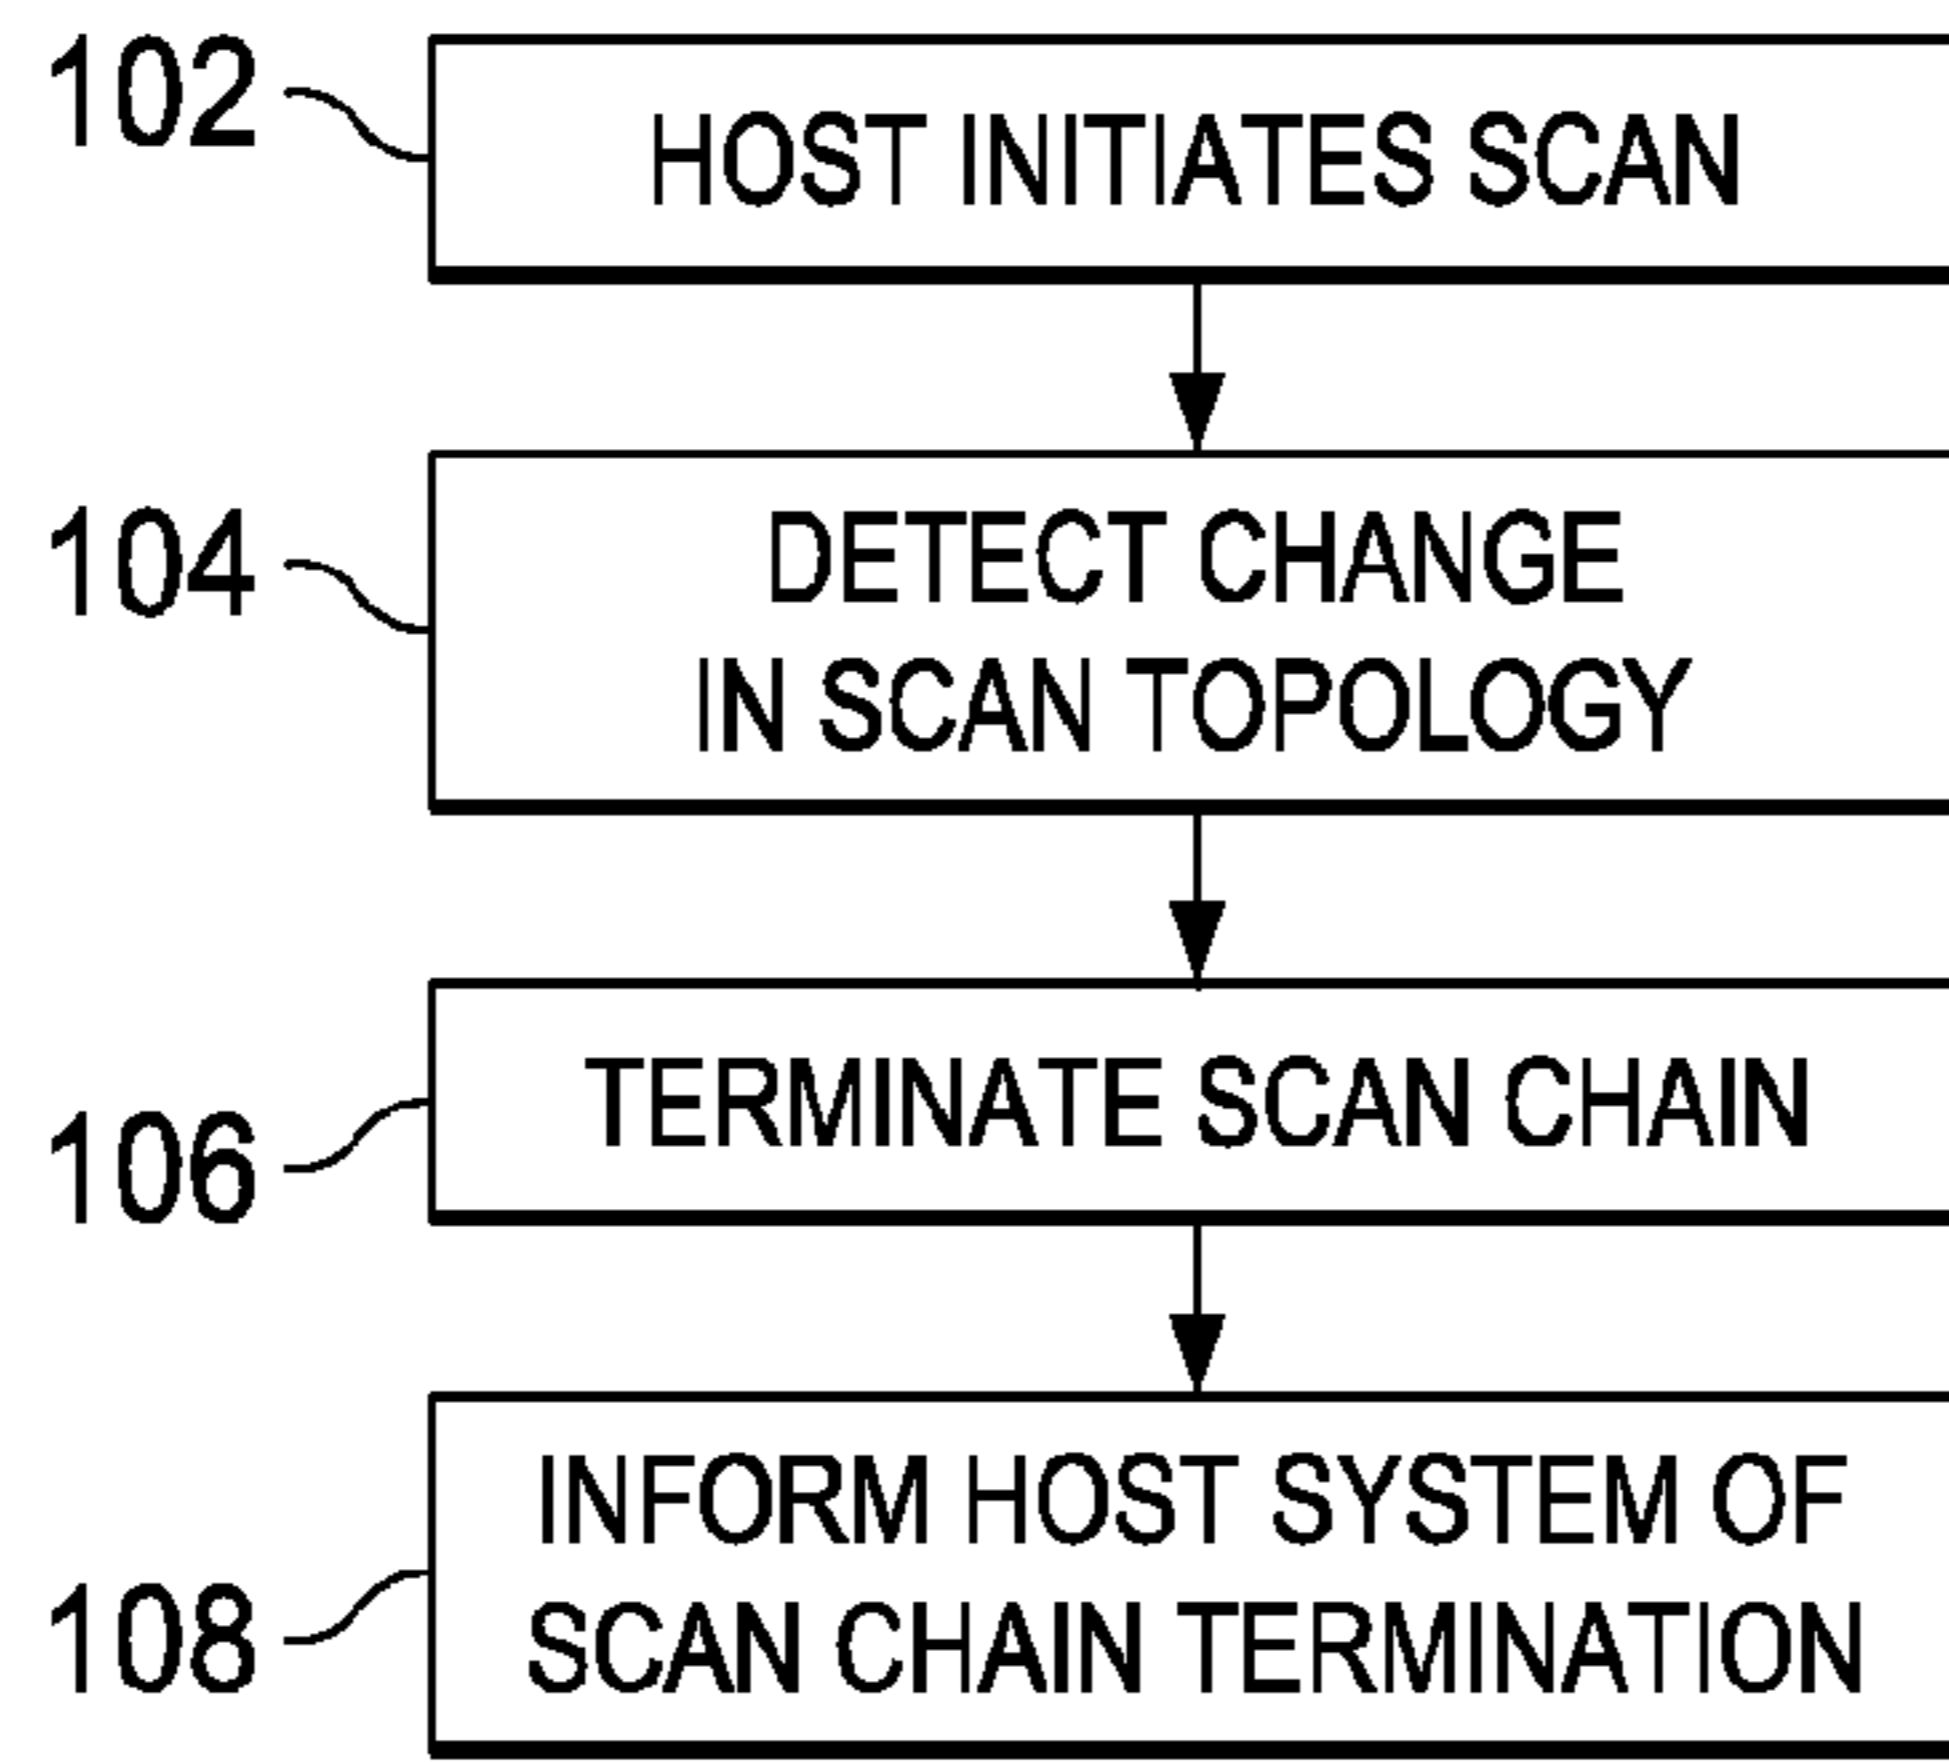 102
HOST INITIATES SCAN
104
DETECT CHANGE
IN SCAN TOPOLOGY
106
TERMINATE SCAN CHAIN
108
INFORM HOST SYSTEM OF
SCAN CHAIN TERMINATION